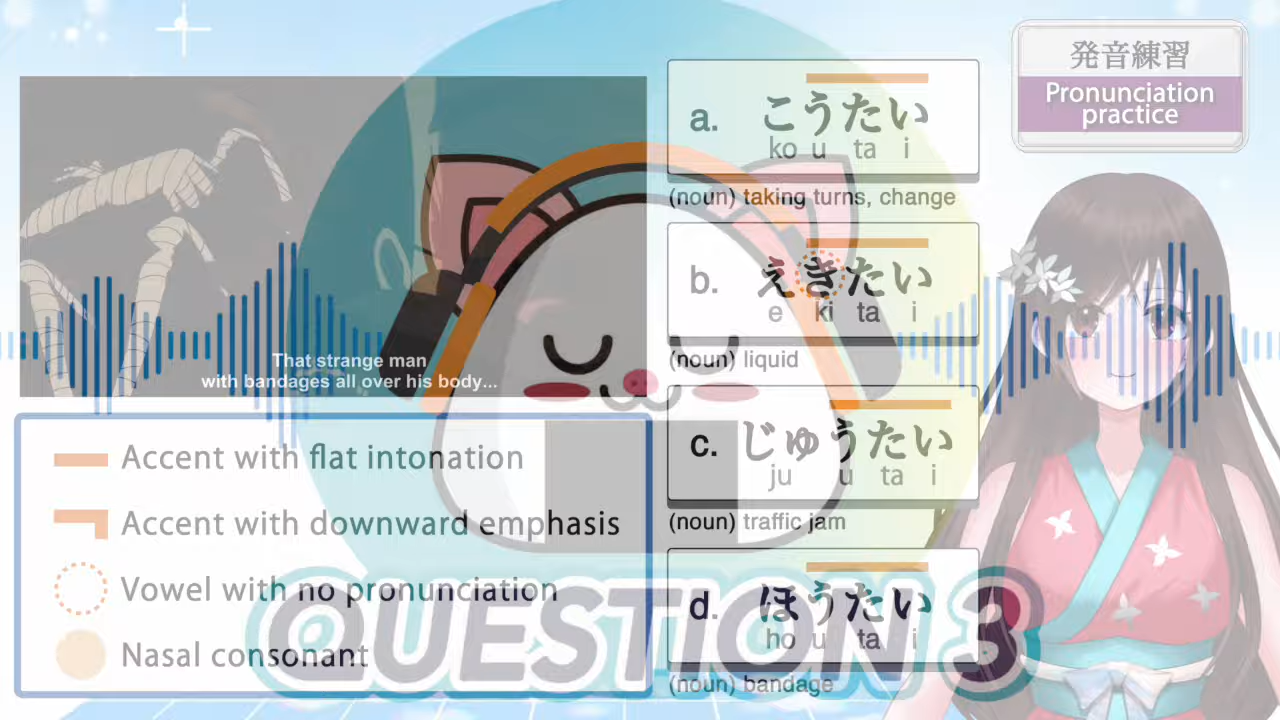 発音練習
Pronunciation
practice
That strange man
with bandages all over his body...
Accent with flat intonation
Accent with downward emphasis
Vowel with no pronunciation
Nasal consonant
a. こうたい
ko u ta i
(noun) taking turns, change
b. えきたい
e ki ta i
(noun) liquid
c. じゅうたい
ju u ta i
(noun) traffic jam
d. ほうたい
ho u ta i
(noun) bandage
QUESTION 3